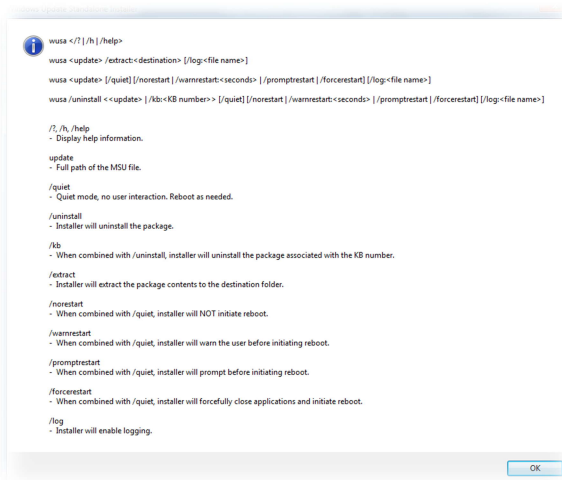 wusa </? | /h | /help>
wusa <update> /extract:<destination> [/log:<file name>]
wusa <update> [/quiet] [/norestart | /warnrestart:<seconds> | /promptrestart | /forcerestart] [/log:<file name>]
wusa /uninstall <<update> | /kb:<KB number>> [/quiet] [/norestart | /warnrestart:<seconds> | /promptrestart | /forcerestart] [/log:<file name>]
/?, /h, /help
- Display help information.
update
- Full path of the MSU file.
/quiet
- Quiet mode, no user interaction. Reboot as needed.
/uninstall
- Installer will uninstall the package.
/kb
- When combined with /uninstall, installer will uninstall the package associated with the KB number.
/extract
- Installer will extract the package contents to the destination folder.
/norestart
- When combined with /quiet, installer will NOT initiate reboot.
/warnrestart
- When combined with /quiet, installer will warn the user before initiating reboot.
/promptrestart
- When combined with /quiet, installer will prompt before initiating reboot.
/forcerestart
- When combined with /quiet, installer will forcefully close applications and initiate reboot.
/log
- Installer will enable logging.
OK